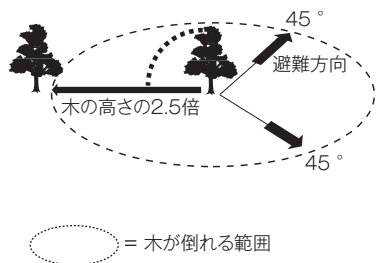 45°
避難方向
木の高さの2.5倍
45°
= 木が倒れる範囲